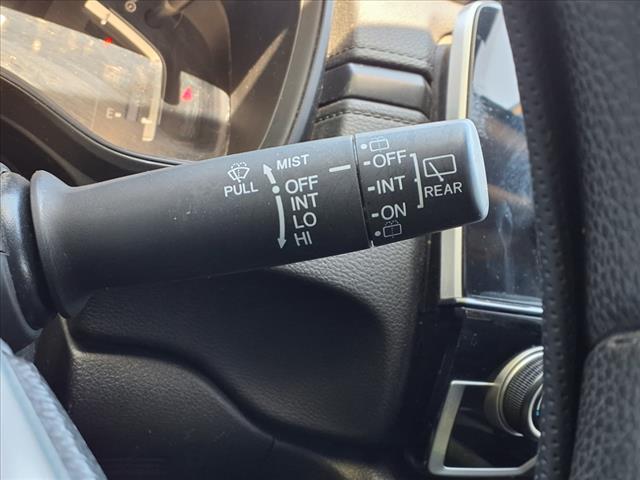 MIST
PULL
OFF
INT
LO
HI
OFF
INT
ON
REAR
E